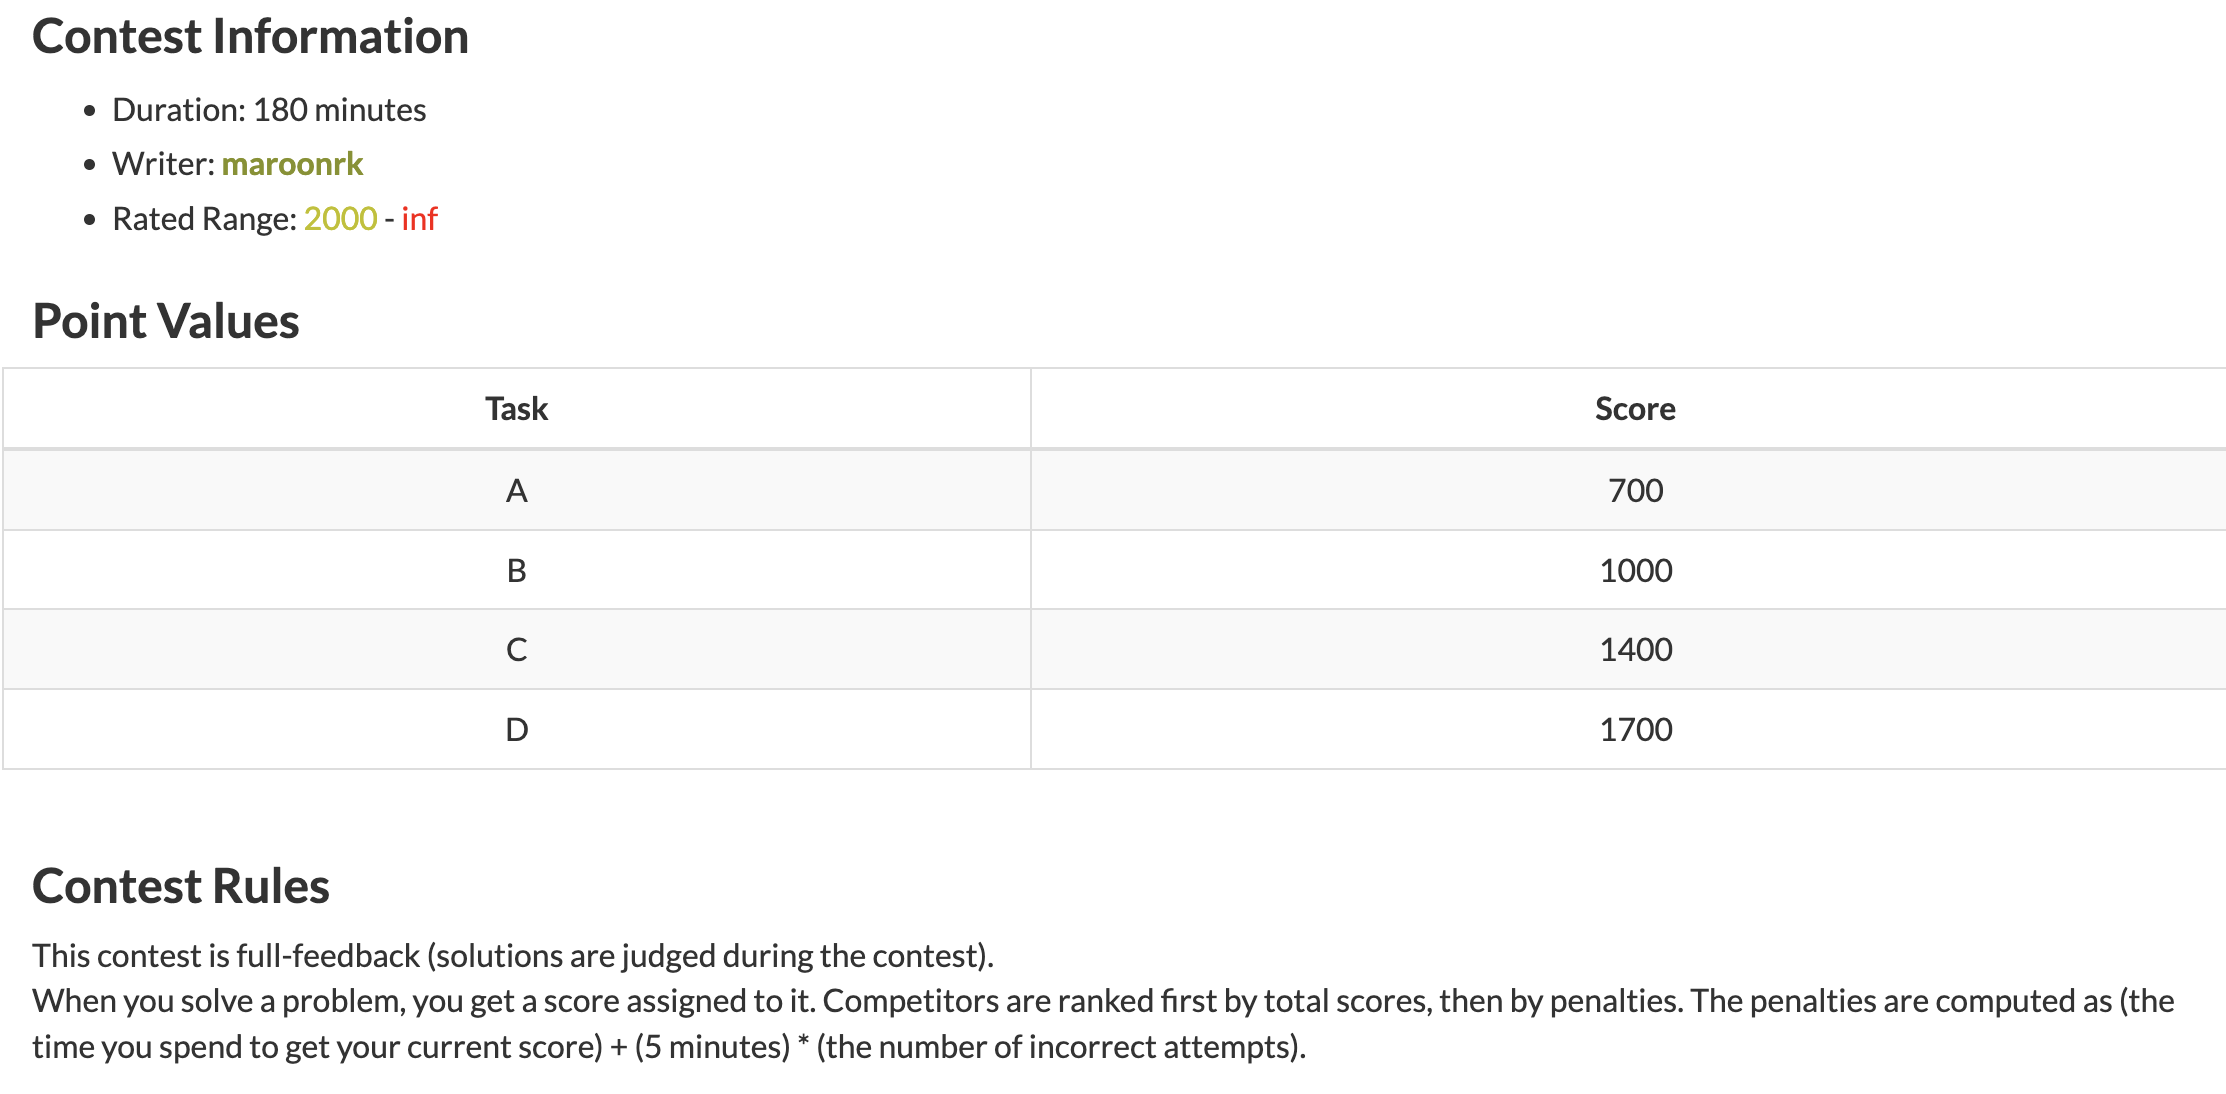 Contest Information
• Duration: 180 minutes
• Writer: maroonrk
• Rated Range: 2000 - inf
Point Values
Task Score
A 700
B 1000
C 1400
D 1700
Contest Rules
This contest is full-feedback (solutions are judged during the contest).
When you solve a problem, you get a score assigned to it. Competitors are ranked first by total scores, then by penalties. The penalties are computed as (the
time you spend to get your current score) + (5 minutes) * (the number of incorrect attempts).